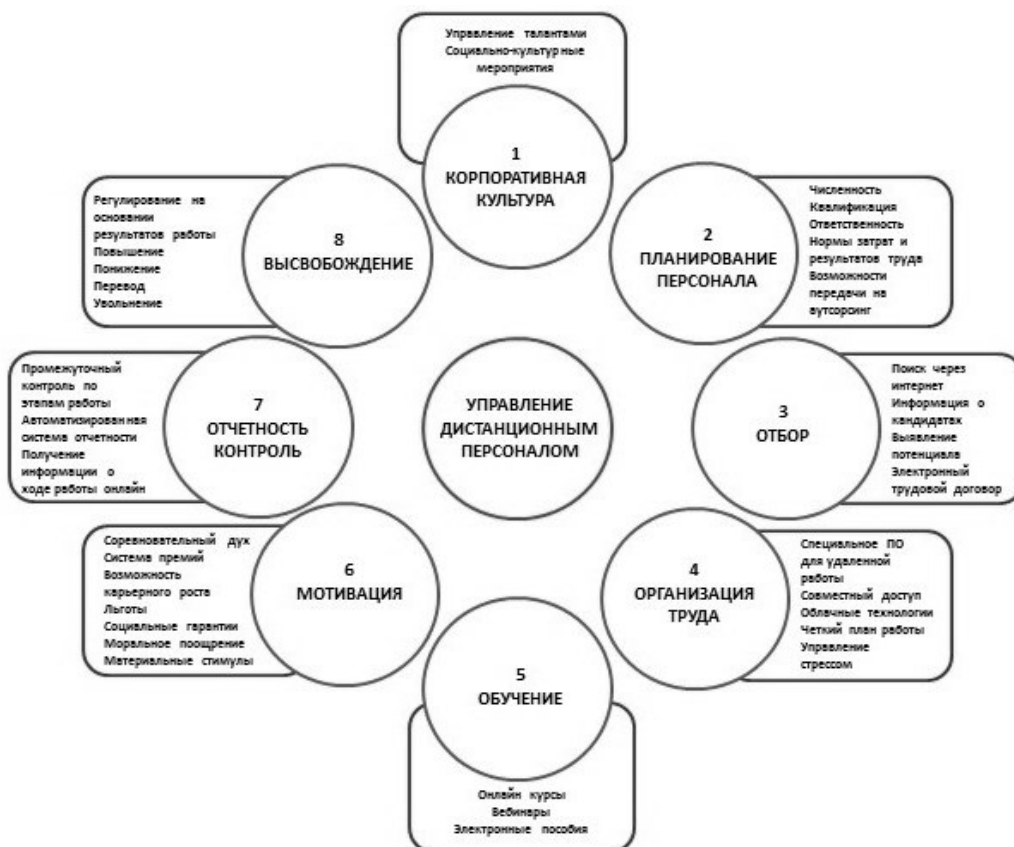 Управление талантами
Социально-культурные
мероприятия
1
КОРПОРАТИВНАЯ
КУЛЬТУРА
Численность
Квалификация
Ответственность
Нормы затрат и
результатов труда
Возможности
передачи на
аутсорсинг
2
ПЛАНИРОВАНИЕ
ПЕРСОНАЛА
Поиск через
интернет
Информация о
кандидатах
Выявление
потенциала
Электронный
трудовой договор
3
ОТБОР
Специальное ПО
для удаленной
работы
Совместный доступ
Облачные технологии
Четкий план работы
Управление
стрессом
4
ОРГАНИЗАЦИЯ
ТРУДА
5
ОБУЧЕНИЕ
Онлайн курсы
Вебинары
Электронные пособия
Соревновательный дух
Система премий
Возможность
карьерного роста
Льготы
Социальные гарантии
Моральное поощрение
Материальные стимулы
6
МОТИВАЦИЯ
Промежуточный
контроль по
этапам работы
Автоматизированная
система отчетности
Получение
информации о
ходе работы онлайн
7
ОТЧЕТНОСТЬ
КОНТРОЛЬ
Регулирование на
основании
результатов работы
Повышение
Понижение
Перевод
Увольнение
8
ВЫСВОБОЖДЕНИЕ
УПРАВЛЕНИЕ
ДИСТАНЦИОННЫМ
ПЕРСОНАЛОМ